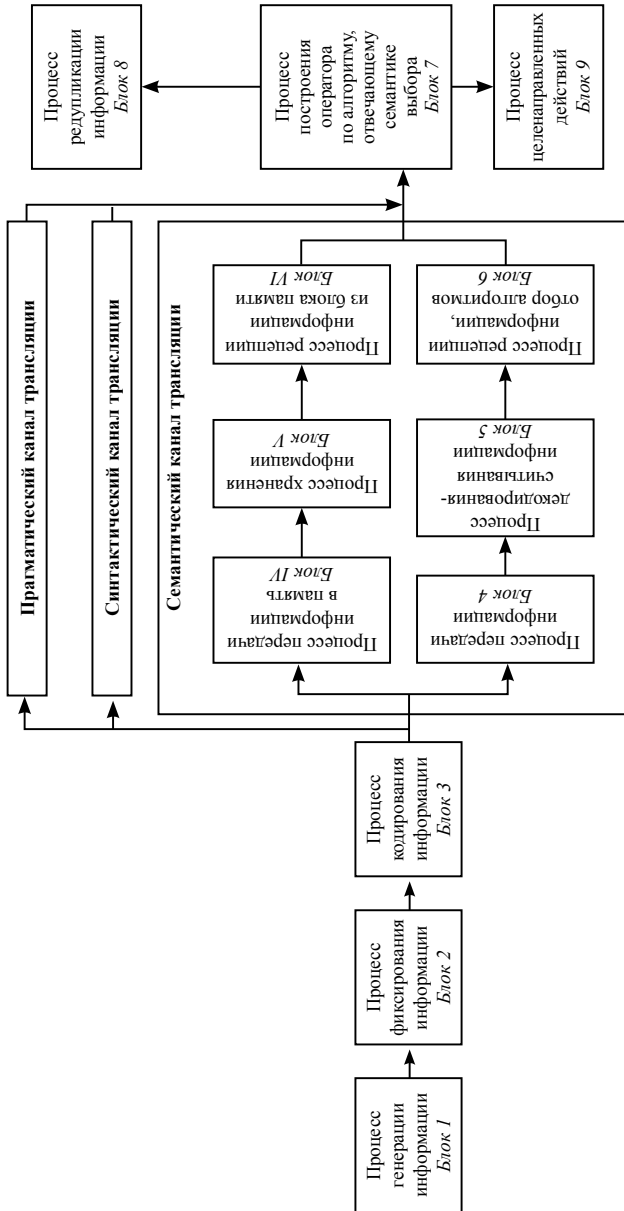 Процесс
генерации
информации
Блок 1
Процесс
фиксирования
информации
Блок 2
Процесс
кодирования
информации
Блок 3
Прагматический канал трансляции
Синтактический канал трансляции
Семантический канал трансляции
Процесс передачи
информации
в память
Блок IV
Процесс хранения
информации
Блок V
Процесс рецепции
информации
из блока памяти
Блок VI
Процесс передачи
информации
Блок 4
Процесс
декодирования-
считывания
информации
Блок 5
Процесс рецепции
информации,
отбор алгоритмов
Блок 6
Процесс
построения
оператора
по алгоритму,
отвечающему
семантике
выбора
Блок 7
Процесс
редупликации
информации
Блок 8
Процесс
целенаправленных
действий
Блок 9